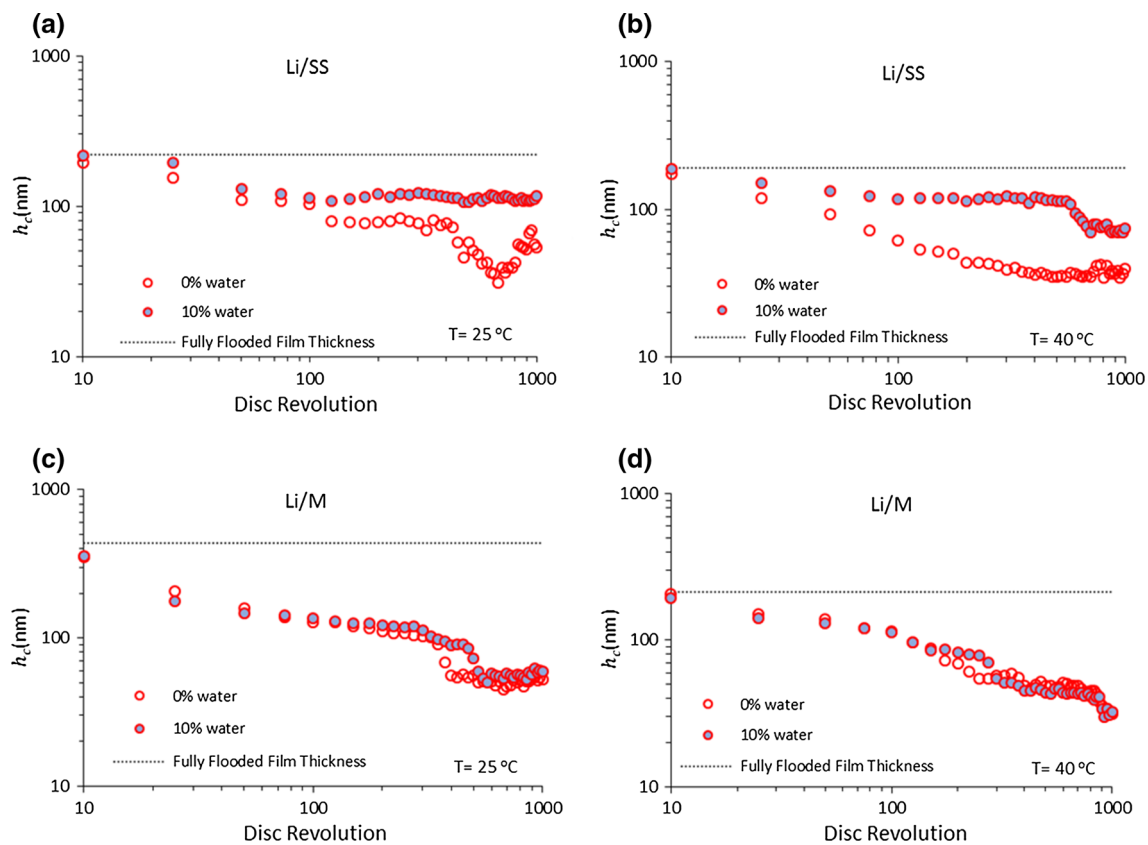 (a)
Li/SS
1000
100
10
h_c(nm)
0% water
10% water
Fully Flooded Film Thickness
T= 25 ºC
10 100 1000
Disc Revolution
(b)
Li/SS
1000
100
10
h_c(nm)
0% water
10% water
Fully Flooded Film Thickness
T= 40 ºC
10 100 1000
Disc Revolution
(c)
Li/M
1000
100
10
h_c(nm)
0% water
10% water
Fully Flooded Film Thickness
T= 25 ºC
10 100 1000
Disc Revolution
(d)
Li/M
1000
100
10
h_c(nm)
0% water
10% water
Fully Flooded Film Thickness
T= 40 ºC
10 100 1000
Disc Revolution